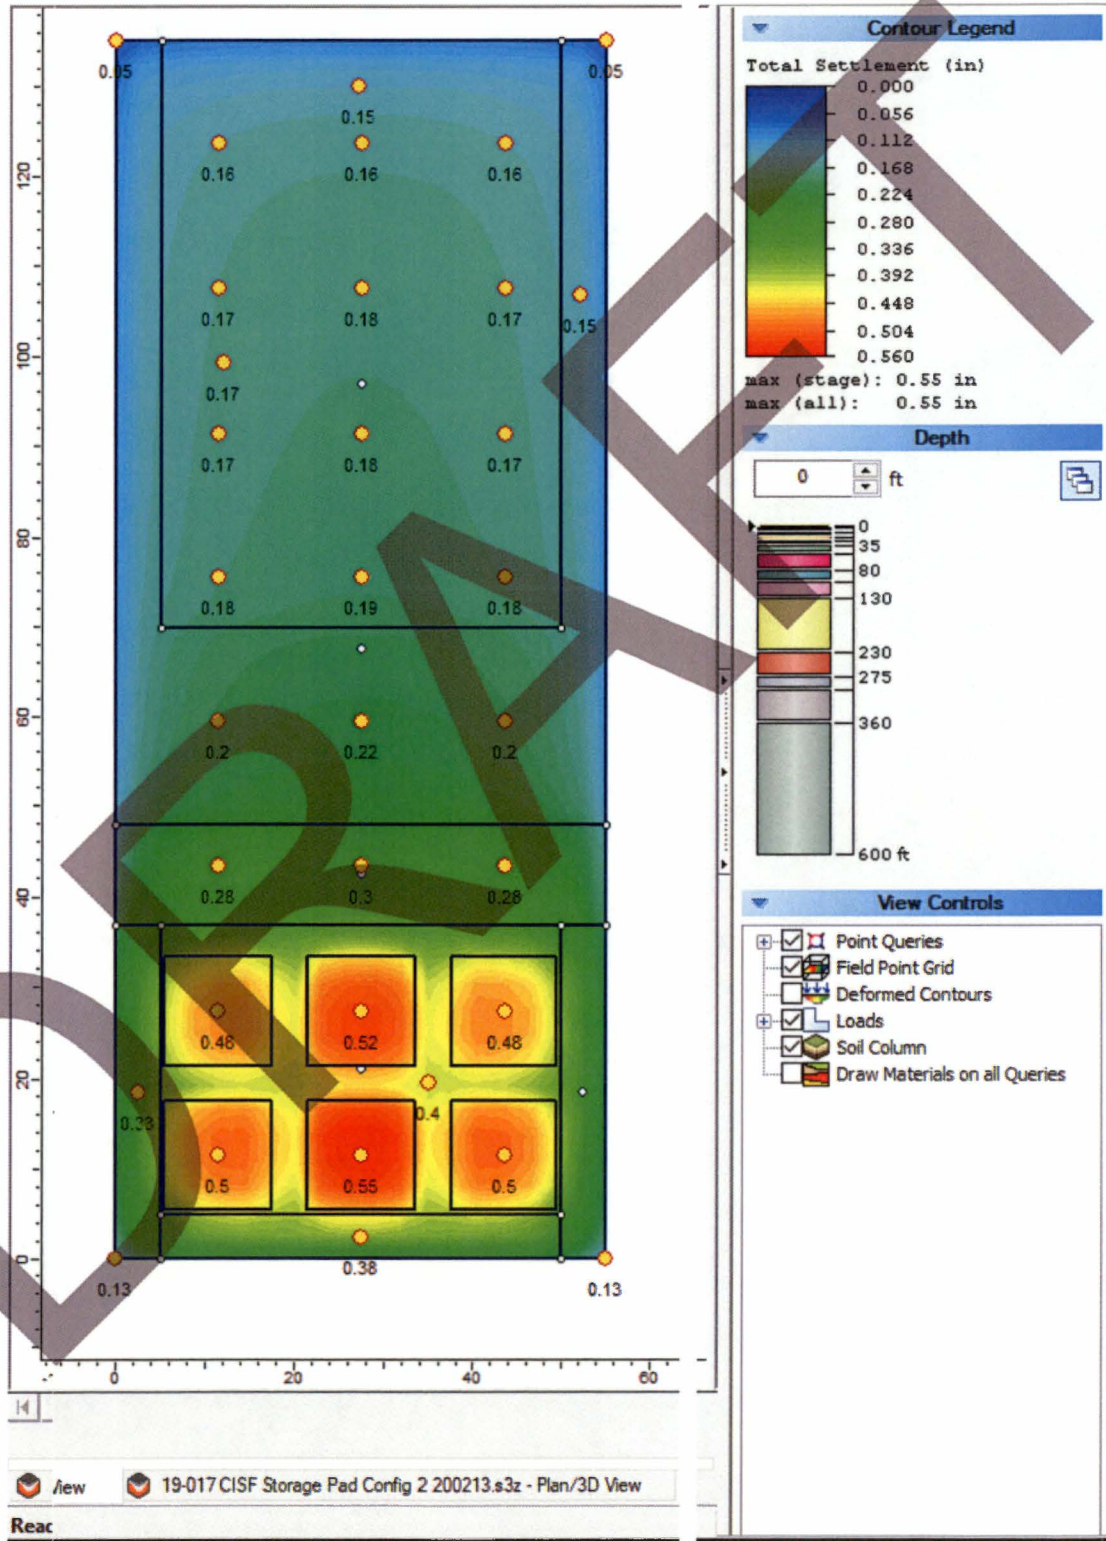 Contour Legend
Total Settlement (in)
0.000
0.056
0.112
0.168
0.224
0.280
0.336
0.392
0.448
0.504
0.560
max (stage): 0.55 in
max (all): 0.55 in
Depth
0 ft
0
35
80
130
230
275
360
600 ft
View Controls
Point Queries
Field Point Grid
Deformed Contours
Loads
Soil Column
Draw Materials on all Queries
0.05 0.05
0.15
0.16 0.16 0.16
0.17 0.18 0.17
0.15
0.17
0.17 0.18 0.17
0.18 0.19 0.18
0.2 0.22 0.2
0.28 0.3 0.28
0.48 0.52 0.48
0.33 0.4
0.5 0.55 0.5
0.38
0.13 0.13
120
100
80
60
40
20
0
0 20 40 60
19-017 CISF Storage Pad Config 2 200213.s3z - Plan/3D View
DRAFT